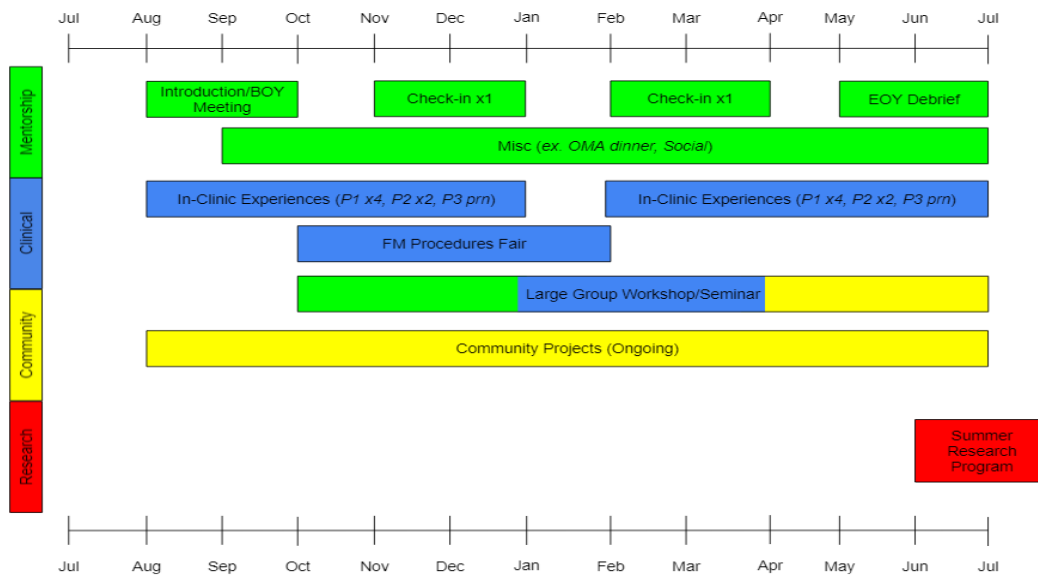 Jul Aug Sep Oct Nov Dec Jan Feb Mar Apr May Jun Jul
Mentorship
Introduction/BOY
Meeting
Check-in x1
Check-in x1
EOY Debrief
Misc (ex. OMA dinner, Social)
Clinical
In-Clinic Experiences (P1 x4, P2 x2, P3 prn)
In-Clinic Experiences (P1 x4, P2 x2, P3 prn)
FM Procedures Fair
Large Group Workshop/Seminar
Community
Community Projects (Ongoing)
Research
Summer
Research
Program
Jul Aug Sep Oct Nov Dec Jan Feb Mar Apr May Jun Jul